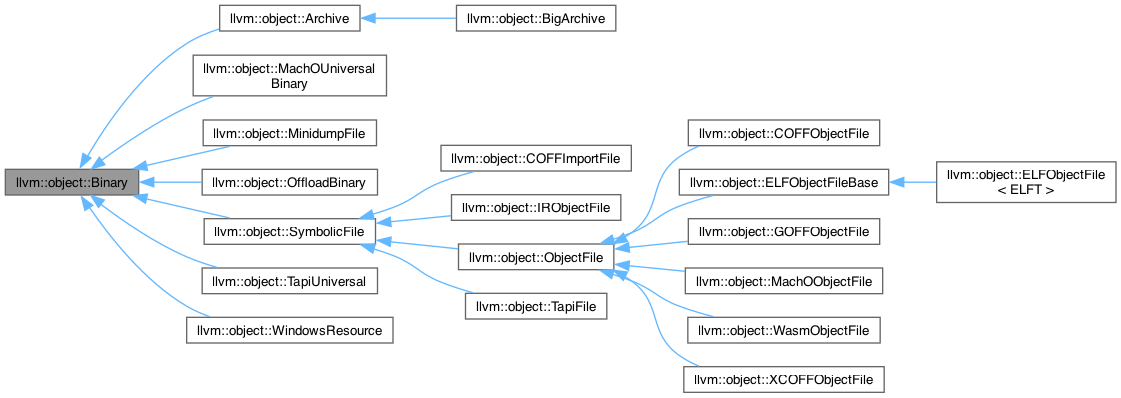 llvm::object::Binary
llvm::object::Archive
llvm::object::BigArchive
llvm::object::MachOUniversal
Binary
llvm::object::MinidumpFile
llvm::object::OffloadBinary
llvm::object::SymbolicFile
llvm::object::TapiUniversal
llvm::object::WindowsResource
llvm::object::COFFImportFile
llvm::object::IRObjectFile
llvm::object::ObjectFile
llvm::object::TapiFile
llvm::object::COFFObjectFile
llvm::object::ELFObjectFileBase
llvm::object::GOFFObjectFile
llvm::object::MachOObjectFile
llvm::object::WasmObjectFile
llvm::object::XCOFFObjectFile
llvm::object::ELFObjectFile
< ELFT >